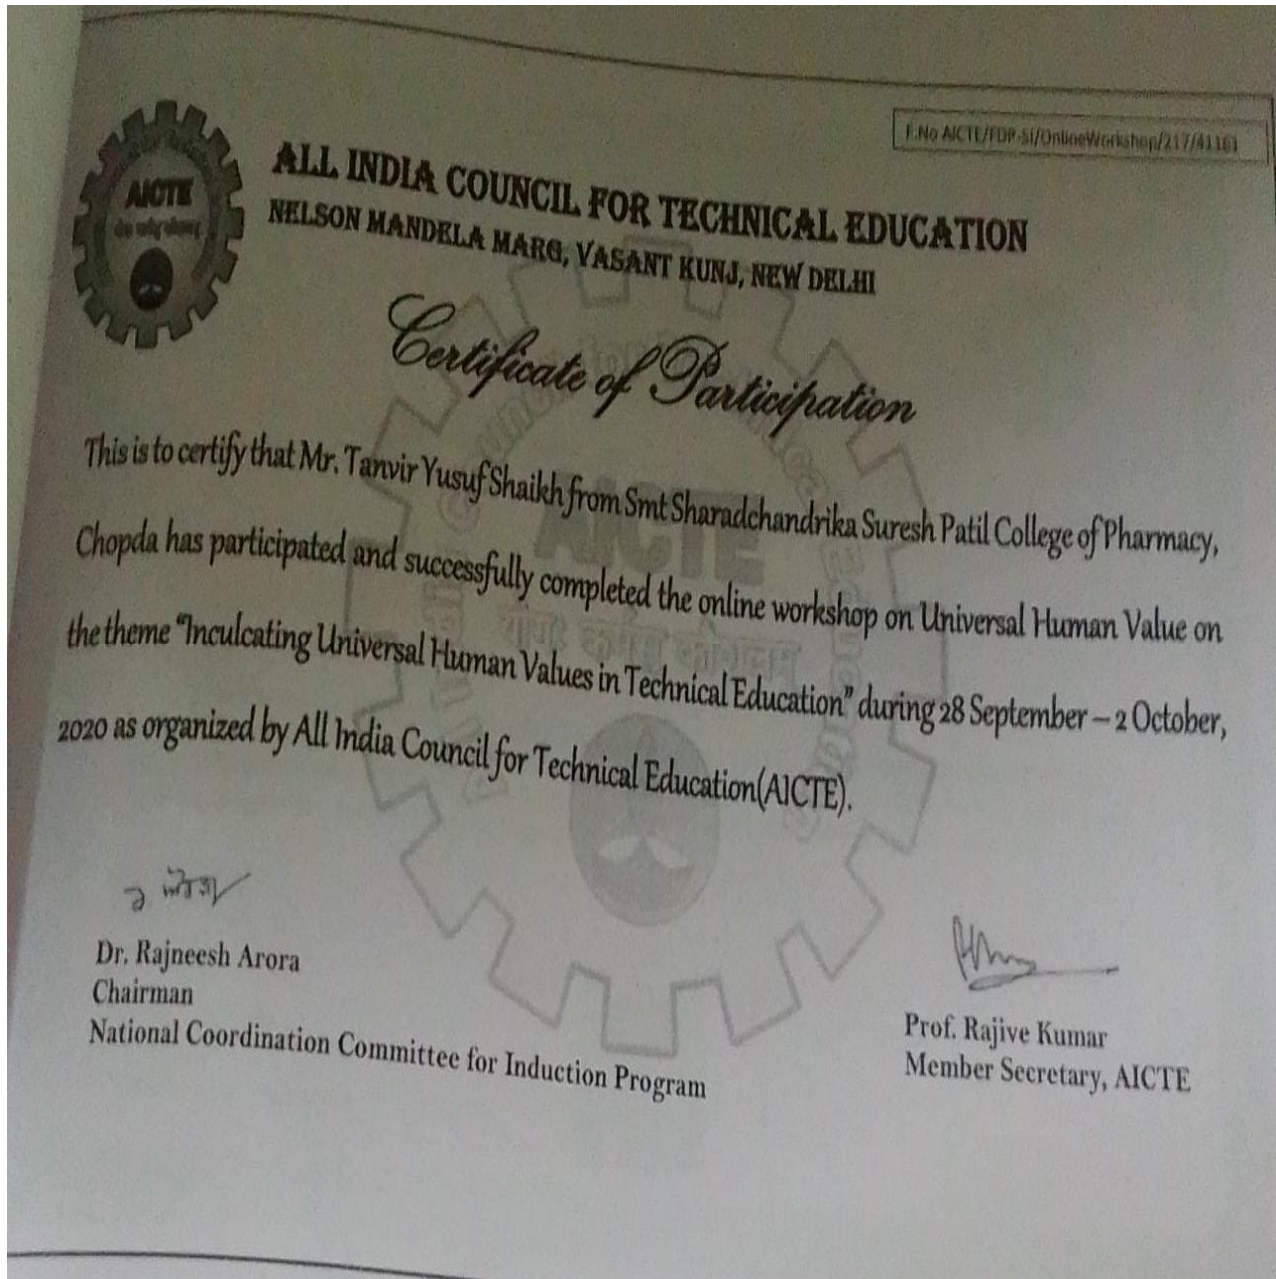 F.No AICTE/FDP-SI/OnlineWorkshop/217/41161
AICTE
ALL INDIA COUNCIL FOR TECHNICAL EDUCATION
NELSON MANDELA MARG, VASANT KUNJ, NEW DELHI
Certificate of Participation
This is to certify that Mr. Tanvir Yusuf Shaikh from Smt Sharadchandrika Suresh Patil College of Pharmacy,
Chopda has participated and successfully completed the online workshop on Universal Human Value on
the theme “Inculcating Universal Human Values in Technical Education” during 28 September – 2 October,
2020 as organized by All India Council for Technical Education(AICTE).
AICTE
Dr. Rajneesh Arora
Chairman
National Coordination Committee for Induction Program
Prof. Rajive Kumar
Member Secretary, AICTE